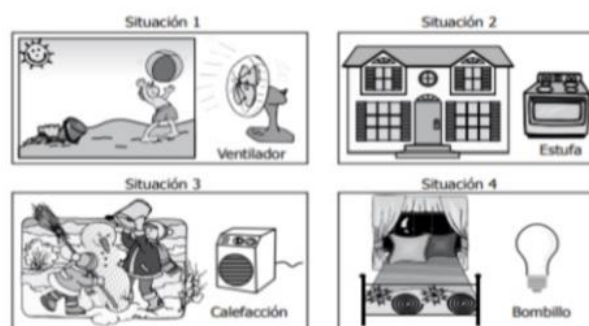 Situación 1
Situación 2
Ventilador
Estufa
Situación 3
Situación 4
Calefacción
Bombillo